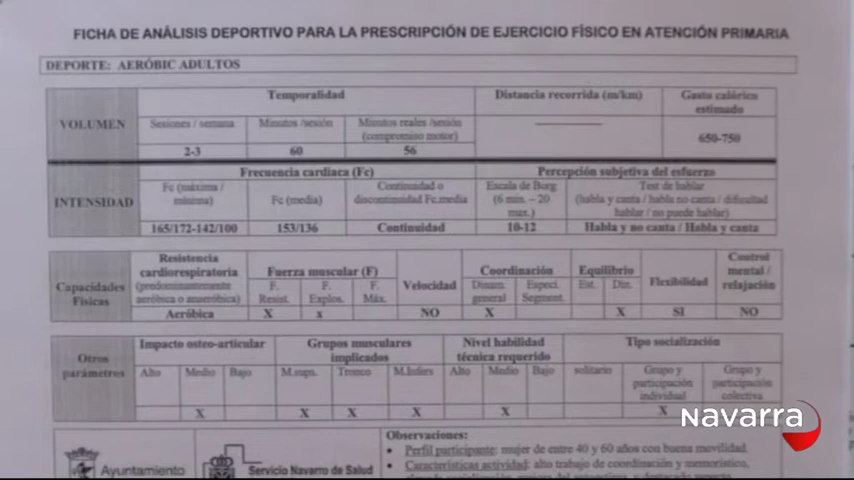 FICHA DE ANÁLISIS DEPORTIVO PARA LA PRESCRIPCIÓN DE EJERCICIO FÍSICO EN ATENCIÓN PRIMARIA
DEPORTE: AERÓBIC ADULTOS
VOLUMEN
Temporalidad
Distancia recorrida (m/km)
Gasto calórico estimado
Sesiones / semana
Minutos /sesión
Minutos reales /sesión (compromiso motor)
650-750
2-3
60
56
INTENSIDAD
Frecuencia cardiaca (Fc)
Percepción subjetiva del esfuerzo
Fc (máxima / mínima)
Fc (media)
Continuidad o discontinuidad Fc.media
Escala de Borg (6 min. – 20 max.)
Test de hablar (habla y canta / habla no canta / dificultad hablar / no puede hablar)
165/172-142/100
153/136
Continuidad
10-12
Habla y no canta / Habla y canta
Capacidades Físicas
Resistencia cardiorespiratoria (predominantemente aeróbica o anaeróbica)
Fuerza muscular (F)
Velocidad
Coordinación
Equilibrio
Flexibilidad
Control mental / relajación
F. Resist.
F. Explos.
F. Máx.
Dinam. general
Especi. Segment.
Est.
Din.
Aeróbica
X
x
NO
X
X
SI
NO
Otros parámetros
Impacto osteo-articular
Grupos musculares implicados
Nivel habilidad técnica requerido
Tipo socialización
Alto
Medio
Bajo
M.sups.
Tronco
M.Infers
Alto
Medio
Bajo
solitario
Grupo y participación individual
Grupo y participación colectiva
X
X
X
X
X
X
Navarra
Ayuntamiento
Servicio Navarro de Salud
Observaciones:
• Perfil participante: mujer de entre 40 y 60 años con buena movilidad.
• Características actividad: alto trabajo de coordinación y memorístico,